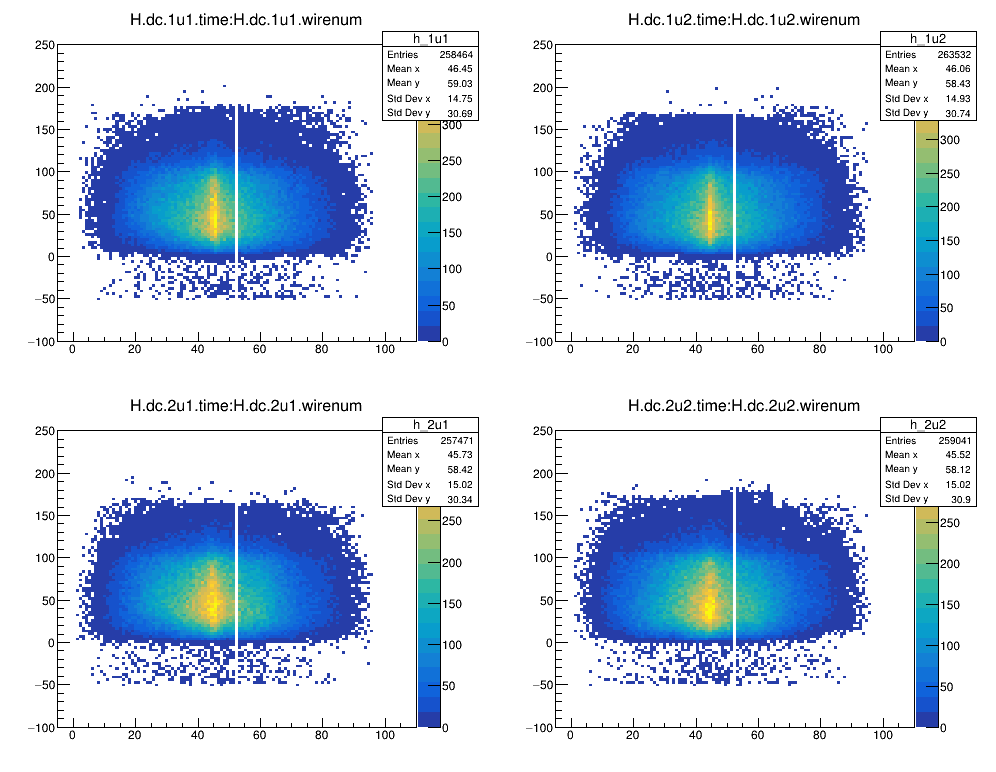 H.dc.1u1.time:H.dc.1u1.wirenum
h_1u1
Entries 258464
Mean x 46.45
Mean y 59.03
Std Dev x 14.75
Std Dev y 30.69
250
200
150
100
50
0
−50
−100
0 20 40 60 80 100
300
250
200
150
100
50
0
H.dc.1u2.time:H.dc.1u2.wirenum
h_1u2
Entries 263532
Mean x 46.06
Mean y 58.43
Std Dev x 14.93
Std Dev y 30.74
250
200
150
100
50
0
−50
−100
0 20 40 60 80 100
300
250
200
150
100
50
0
H.dc.2u1.time:H.dc.2u1.wirenum
h_2u1
Entries 257471
Mean x 45.73
Mean y 58.42
Std Dev x 15.02
Std Dev y 30.34
250
200
150
100
50
0
−50
−100
0 20 40 60 80 100
250
200
150
100
50
0
H.dc.2u2.time:H.dc.2u2.wirenum
h_2u2
Entries 259041
Mean x 45.52
Mean y 58.12
Std Dev x 15.02
Std Dev y 30.9
250
200
150
100
50
0
−50
−100
0 20 40 60 80 100
250
200
150
100
50
0